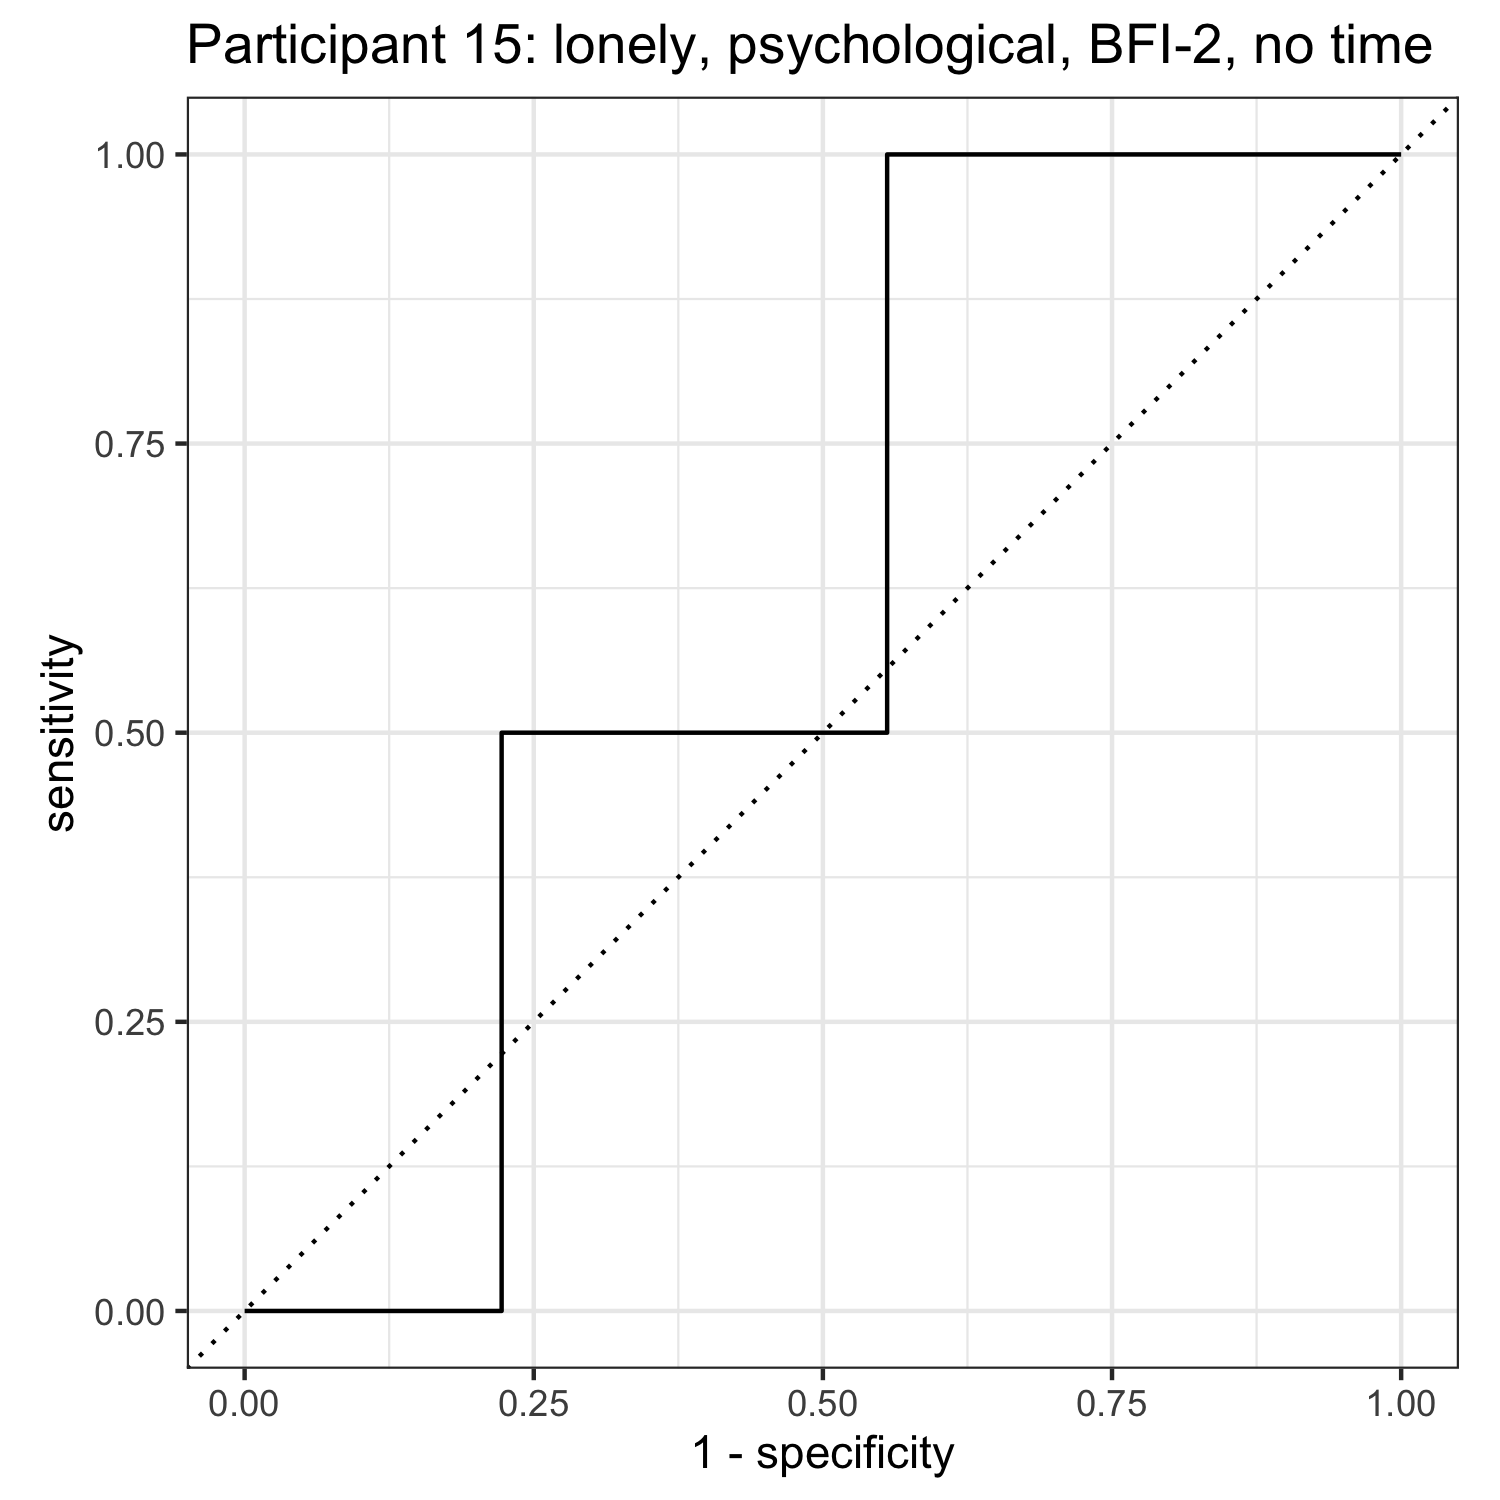 Participant 15: lonely, psychological, BFI-2, no time
1.00
0.75
0.50
0.25
0.00
sensitivity
0.00 0.25 0.50 0.75 1.00
1 - specificity